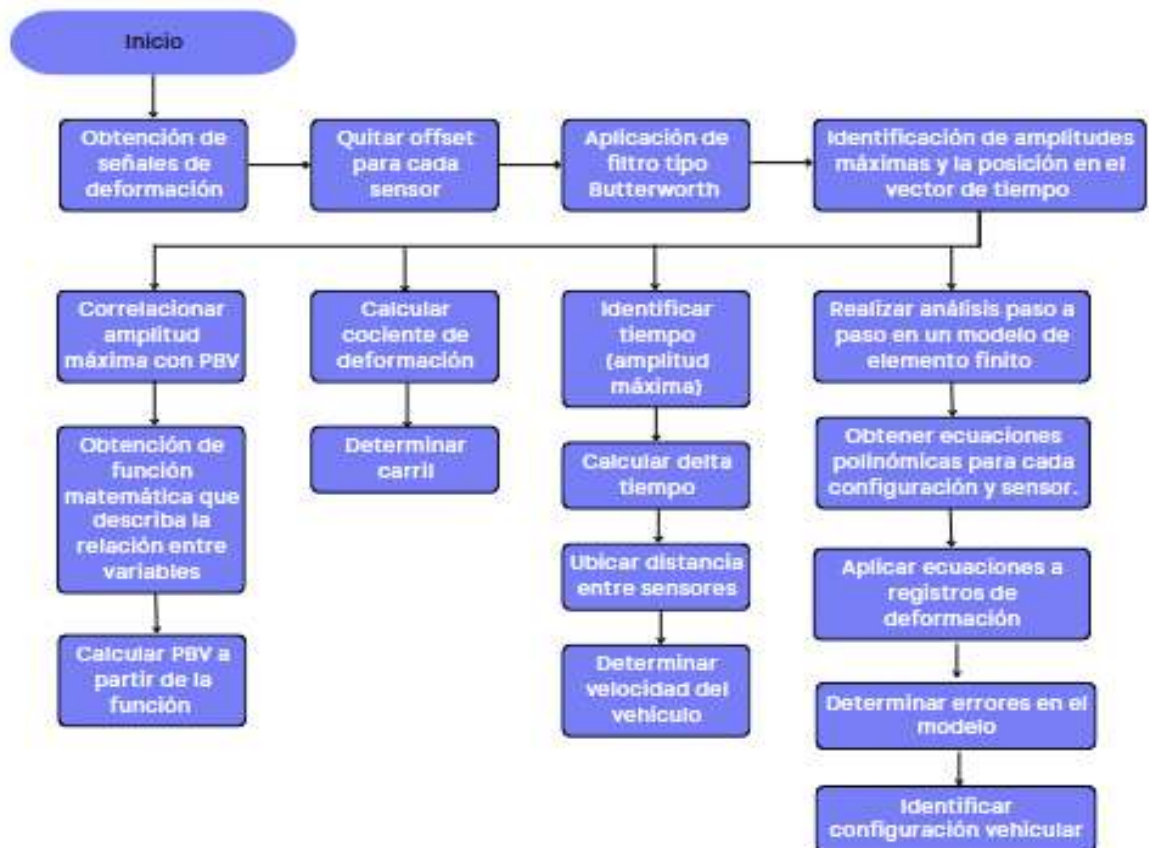 Inicio
Obtención de
señales de
deformación
Quitar offset
para cada
sensor
Aplicación de
filtro tipo
Butterworth
Identificación de amplitudes
máximas y la posición en el
vector de tiempo
Correlacionar
amplitud
máxima con PBV
Obtención de
función
matemática que
describa la
relación entre
variables
Calcular PBV a
partir de la
función
Calcular
cociente de
deformación
Determinar
carril
Identificar
tiempo
(amplitud
máxima)
Calcular delta
tiempo
Ubicar distancia
entre sensores
Determinar
velocidad del
vehículo
Realizar análisis paso a
paso en un modelo de
elemento finito
Obtener ecuaciones
polinómicas para cada
configuración y sensor.
Aplicar ecuaciones a
registros de
deformación
Determinar errores en el
modelo
Identificar
configuración vehicular